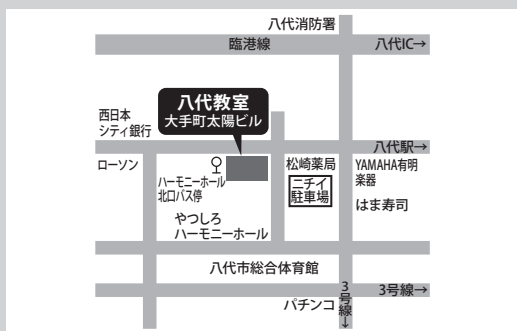 八代消防署
臨港線
八代IC→
八代教室
大手町太陽ビル
西日本
シティ銀行
八代駅→
ローソン
ハーモニーホール
北口バス停
松崎薬局
ニチイ
駐車場
YAMAHA有明
楽器
はま寿司
やつしろ
ハーモニーホール
八代市総合体育館
3号線→
パチンコ
3号線↓